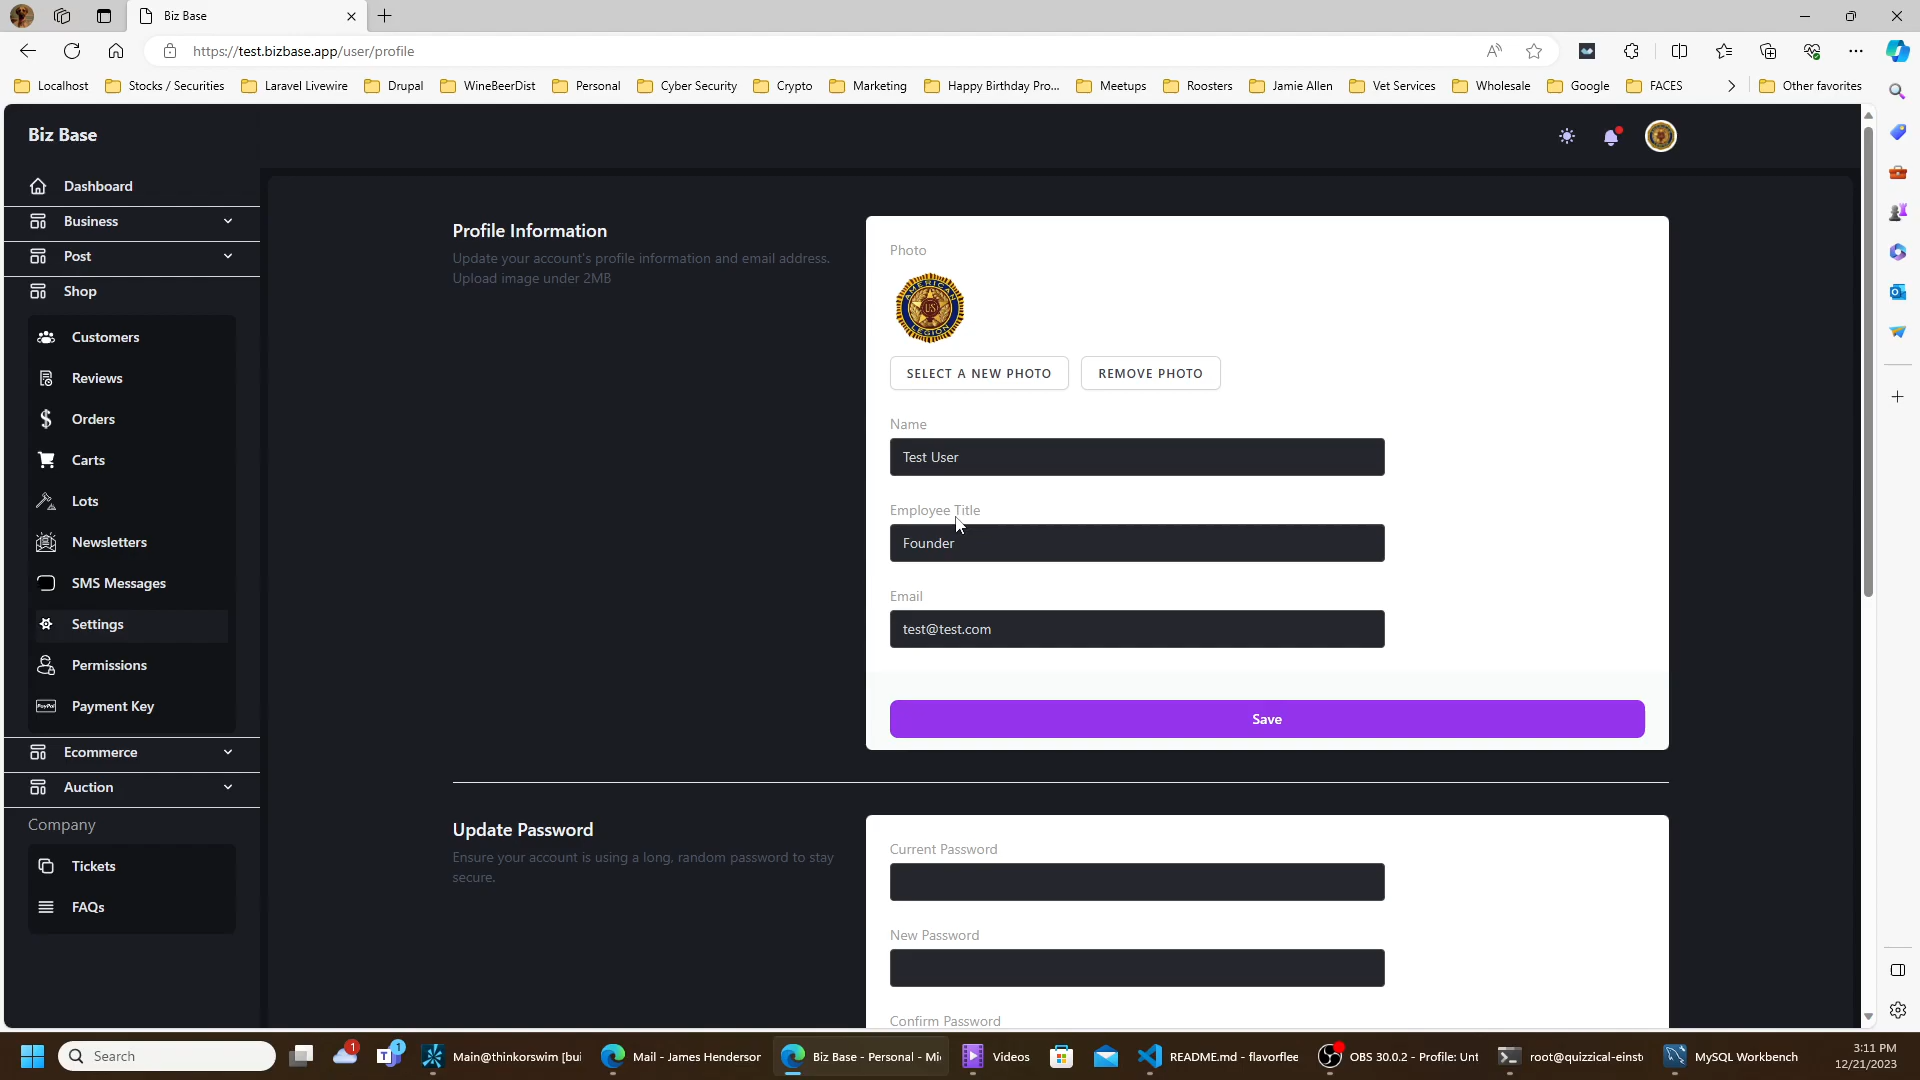 Biz Base
https://test.bizbase.app/user/profile
Localhost
Stocks / Securities
Laravel Livewire
Drupal
WineBeerDist
Personal
Cyber Security
Crypto
Marketing
Happy Birthday Pro...
Meetups
Roosters
Jamie Allen
Vet Services
Wholesale
Google
FACES
Other favorites
Biz Base
Dashboard
Business
Post
Shop
Customers
Reviews
Orders
Carts
Lots
Newsletters
SMS Messages
Settings
Permissions
Payment Key
Ecommerce
Auction
Company
Tickets
FAQs
Profile Information
Update your account's profile information and email address.
Upload image under 2MB
Photo
AMERICAN
US
LEGION
SELECT A NEW PHOTO
REMOVE PHOTO
Name
Test User
Employee Title
Founder
Email
test@test.com
Save
Update Password
Ensure your account is using a long, random password to stay
secure.
Current Password
New Password
Confirm Password
Search
1
1
Main@thinkorswim [bui
Mail - James Henderson
Biz Base - Personal - Mi
Videos
README.md - flavorflee
OBS 30.0.2 - Profile: Unt
root@quizzical-einst
MySQL Workbench
3:11 PM
12/21/2023